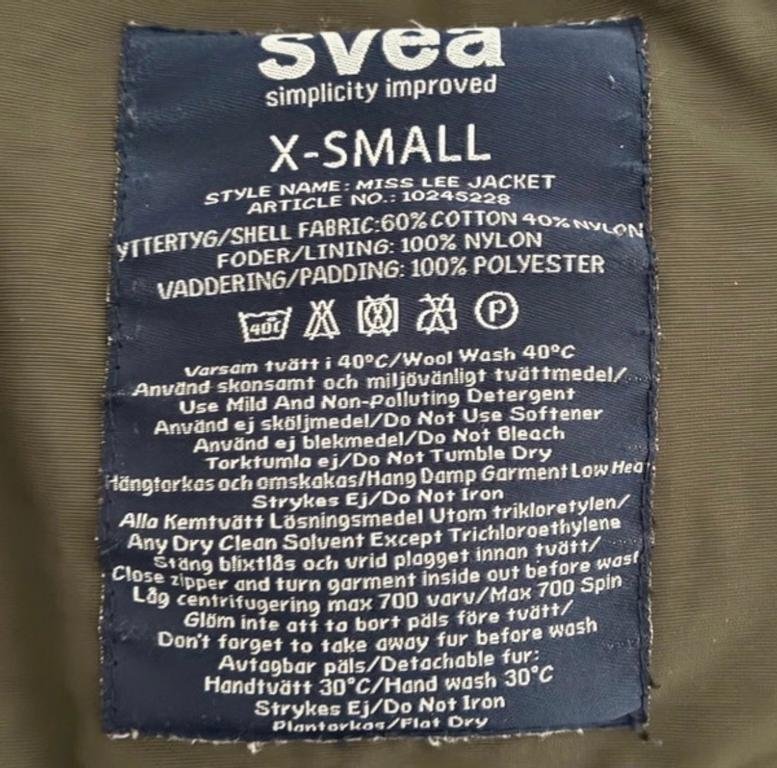 svea
simplicity improved
X-SMALL
STYLE NAME: MISS LEE JACKET
ARTICLE NO.: 10245228
YTTERTYG/SHELL FABRIC:60% COTTON 40% NYLON
FODER/LINING: 100% NYLON
VADDERING/PADDING: 100% POLYESTER
40C P
Varsam tvätt i 40°C/Wool Wash 40°C
Använd skonsamt och miljövänligt tvättmedel/
Use Mild And Non-Polluting Detergent
Använd ej sköljmedel/Do Not Use Softener
Använd ej blekmedel/Do Not Bleach
Torktumla ej/Do Not Tumble Dry
Hängtorkas och omskakas/Hang Damp Garment Low Hea
Strykes Ej/Do Not Iron
Alla Kemtvätt Lösningsmedel Utom trikloretylen/
Any Dry Clean Solvent Except Trichloroethylene
Stäng blixtlås och vrid plagget innan tvätt/
Close zipper and turn garment inside out before wash
Låg centrifugering max 700 varv/Max 700 Spin
Glöm inte att ta bort päls före tvätt/
Don't forget to take away fur before wash
Avtagbar päls/Detachable fur:
Handtvätt 30°C/Hand wash 30°C
Strykes Ej/Do Not Iron
Plantorkas/Flat Dry